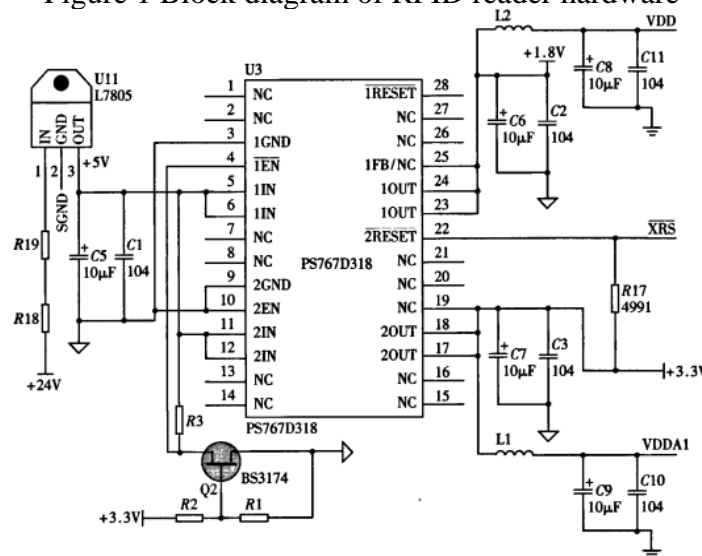 Figure 1 Block diagram of RFID reader hardware
L2
VDD
+1.8V
C8
10μF
C11
104
C6
10μF
C2
104
U11
L7805
IN
GND
OUT
+5V
1
2
3
SGND
R19
R18
+24V
C5
10μF
C1
104
U3
1 NC
2 NC
3 1GND
4 1EN
5 1IN
6 1IN
7 NC
8 NC
9 2GND
10 2EN
11 2IN
12 2IN
13 NC
14 NC
1RESET 28
NC 27
NC 26
1FB/NC 25
1OUT 24
1OUT 23
2RESET 22
NC 21
NC 20
NC 19
2OUT 18
2OUT 17
NC 16
NC 15
PS767D318
PS767D318
XRS
R17
4991
+3.3V
C7
10μF
C3
104
L1
VDDA1
C9
10μF
C10
104
R3
BS3174
Q2
+3.3V
R2
R1